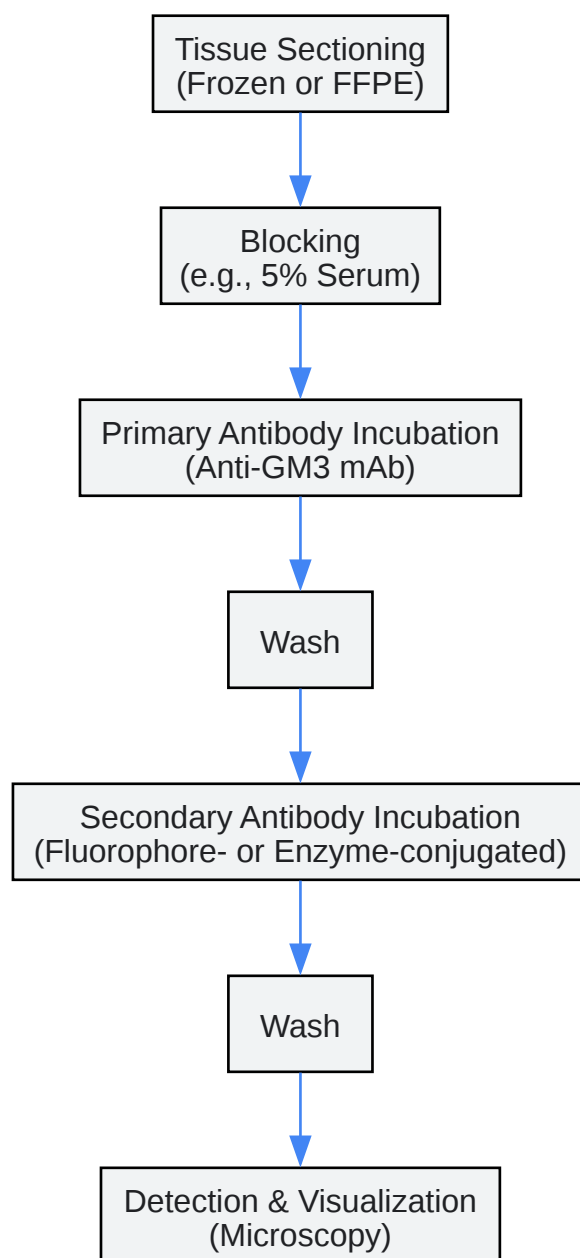 Tissue Sectioning
(Frozen or FFPE)
Blocking
(e.g., 5% Serum)
Primary Antibody Incubation
(Anti-GM3 mAb)
Wash
Secondary Antibody Incubation
(Fluorophore- or Enzyme-conjugated)
Wash
Detection & Visualization
(Microscopy)